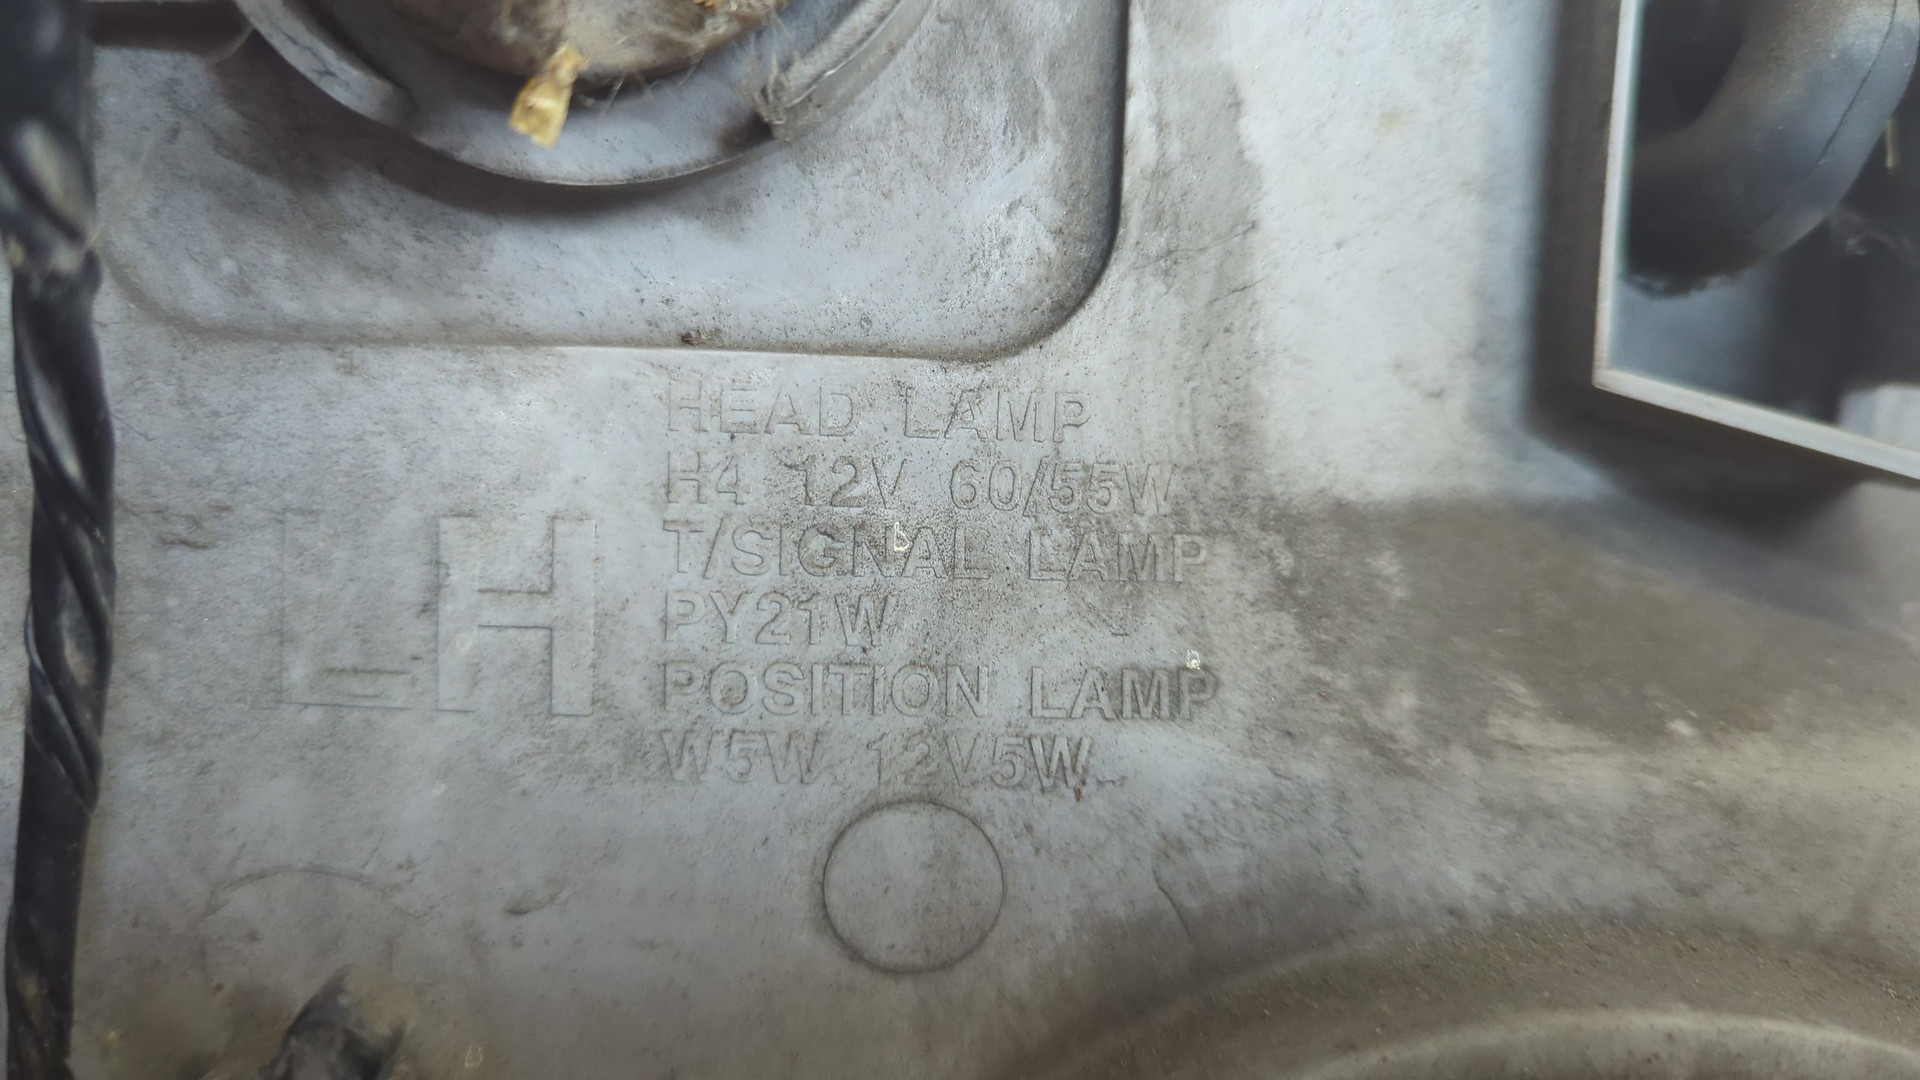 LH
HEAD LAMP
H4 12V 60/55W
T/SIGNAL LAMP
PY21W
POSITION LAMP
W5W 12V5W